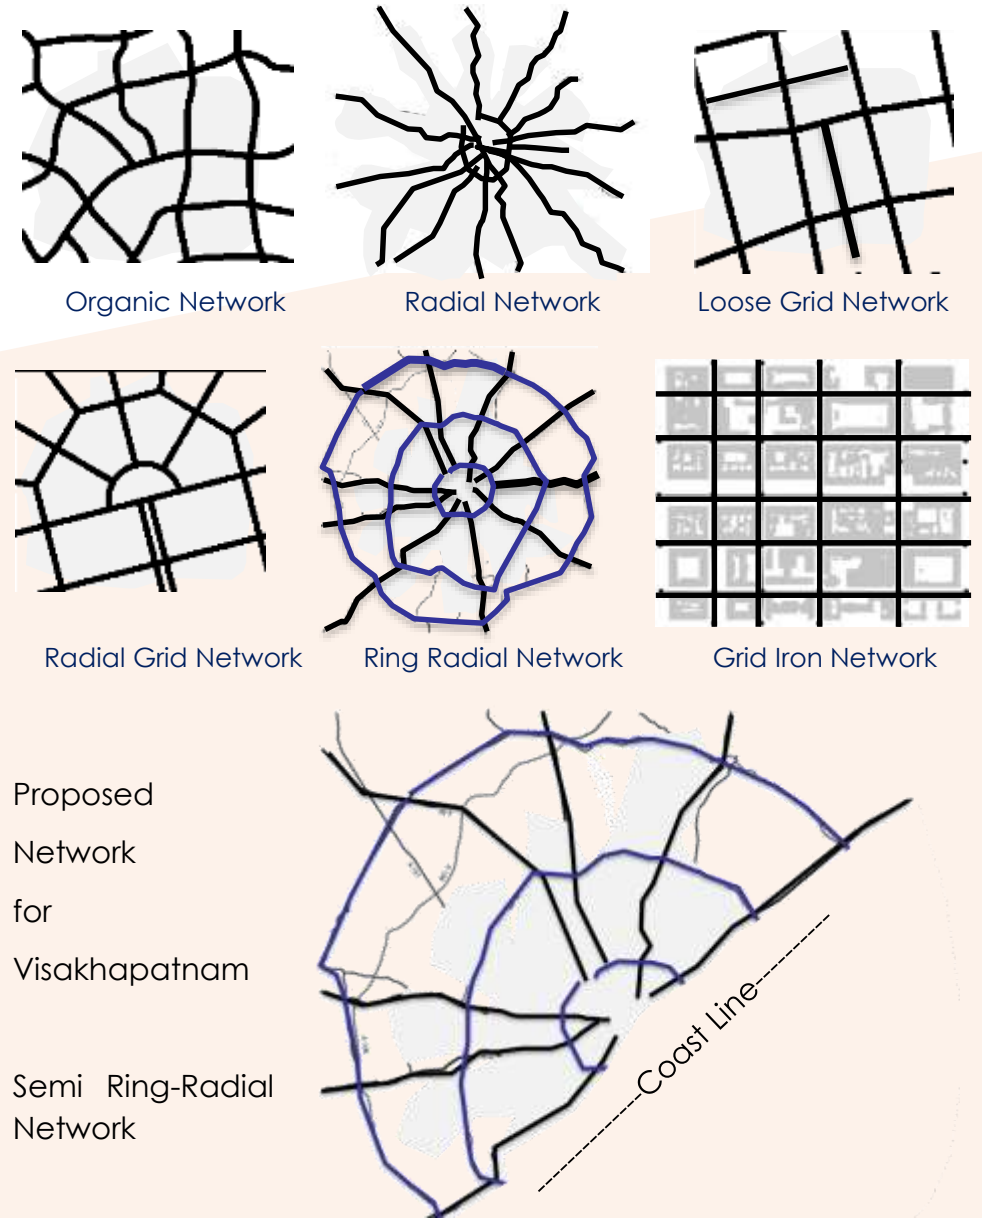 Organic Network
Radial Network
Loose Grid Network
Radial Grid Network
Ring Radial Network
Grid Iron Network
Proposed
Network
for
Visakhapatnam
Semi Ring-Radial
Network
Coast Line